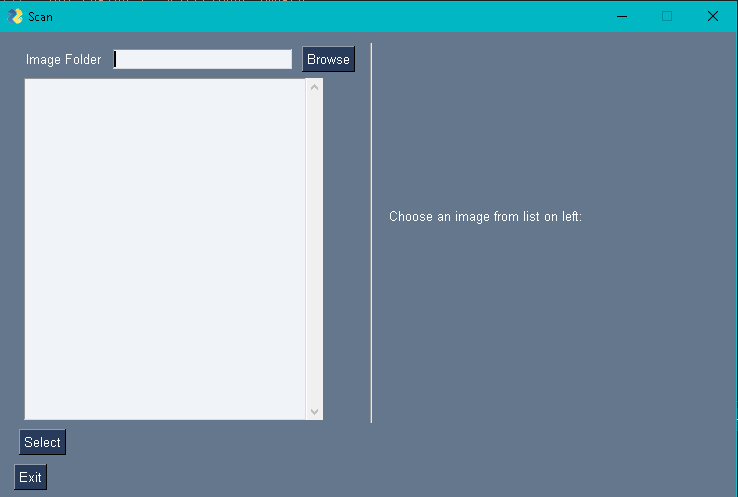 Scan
Image Folder
Browse
Choose an image from list on left:
Select
Exit